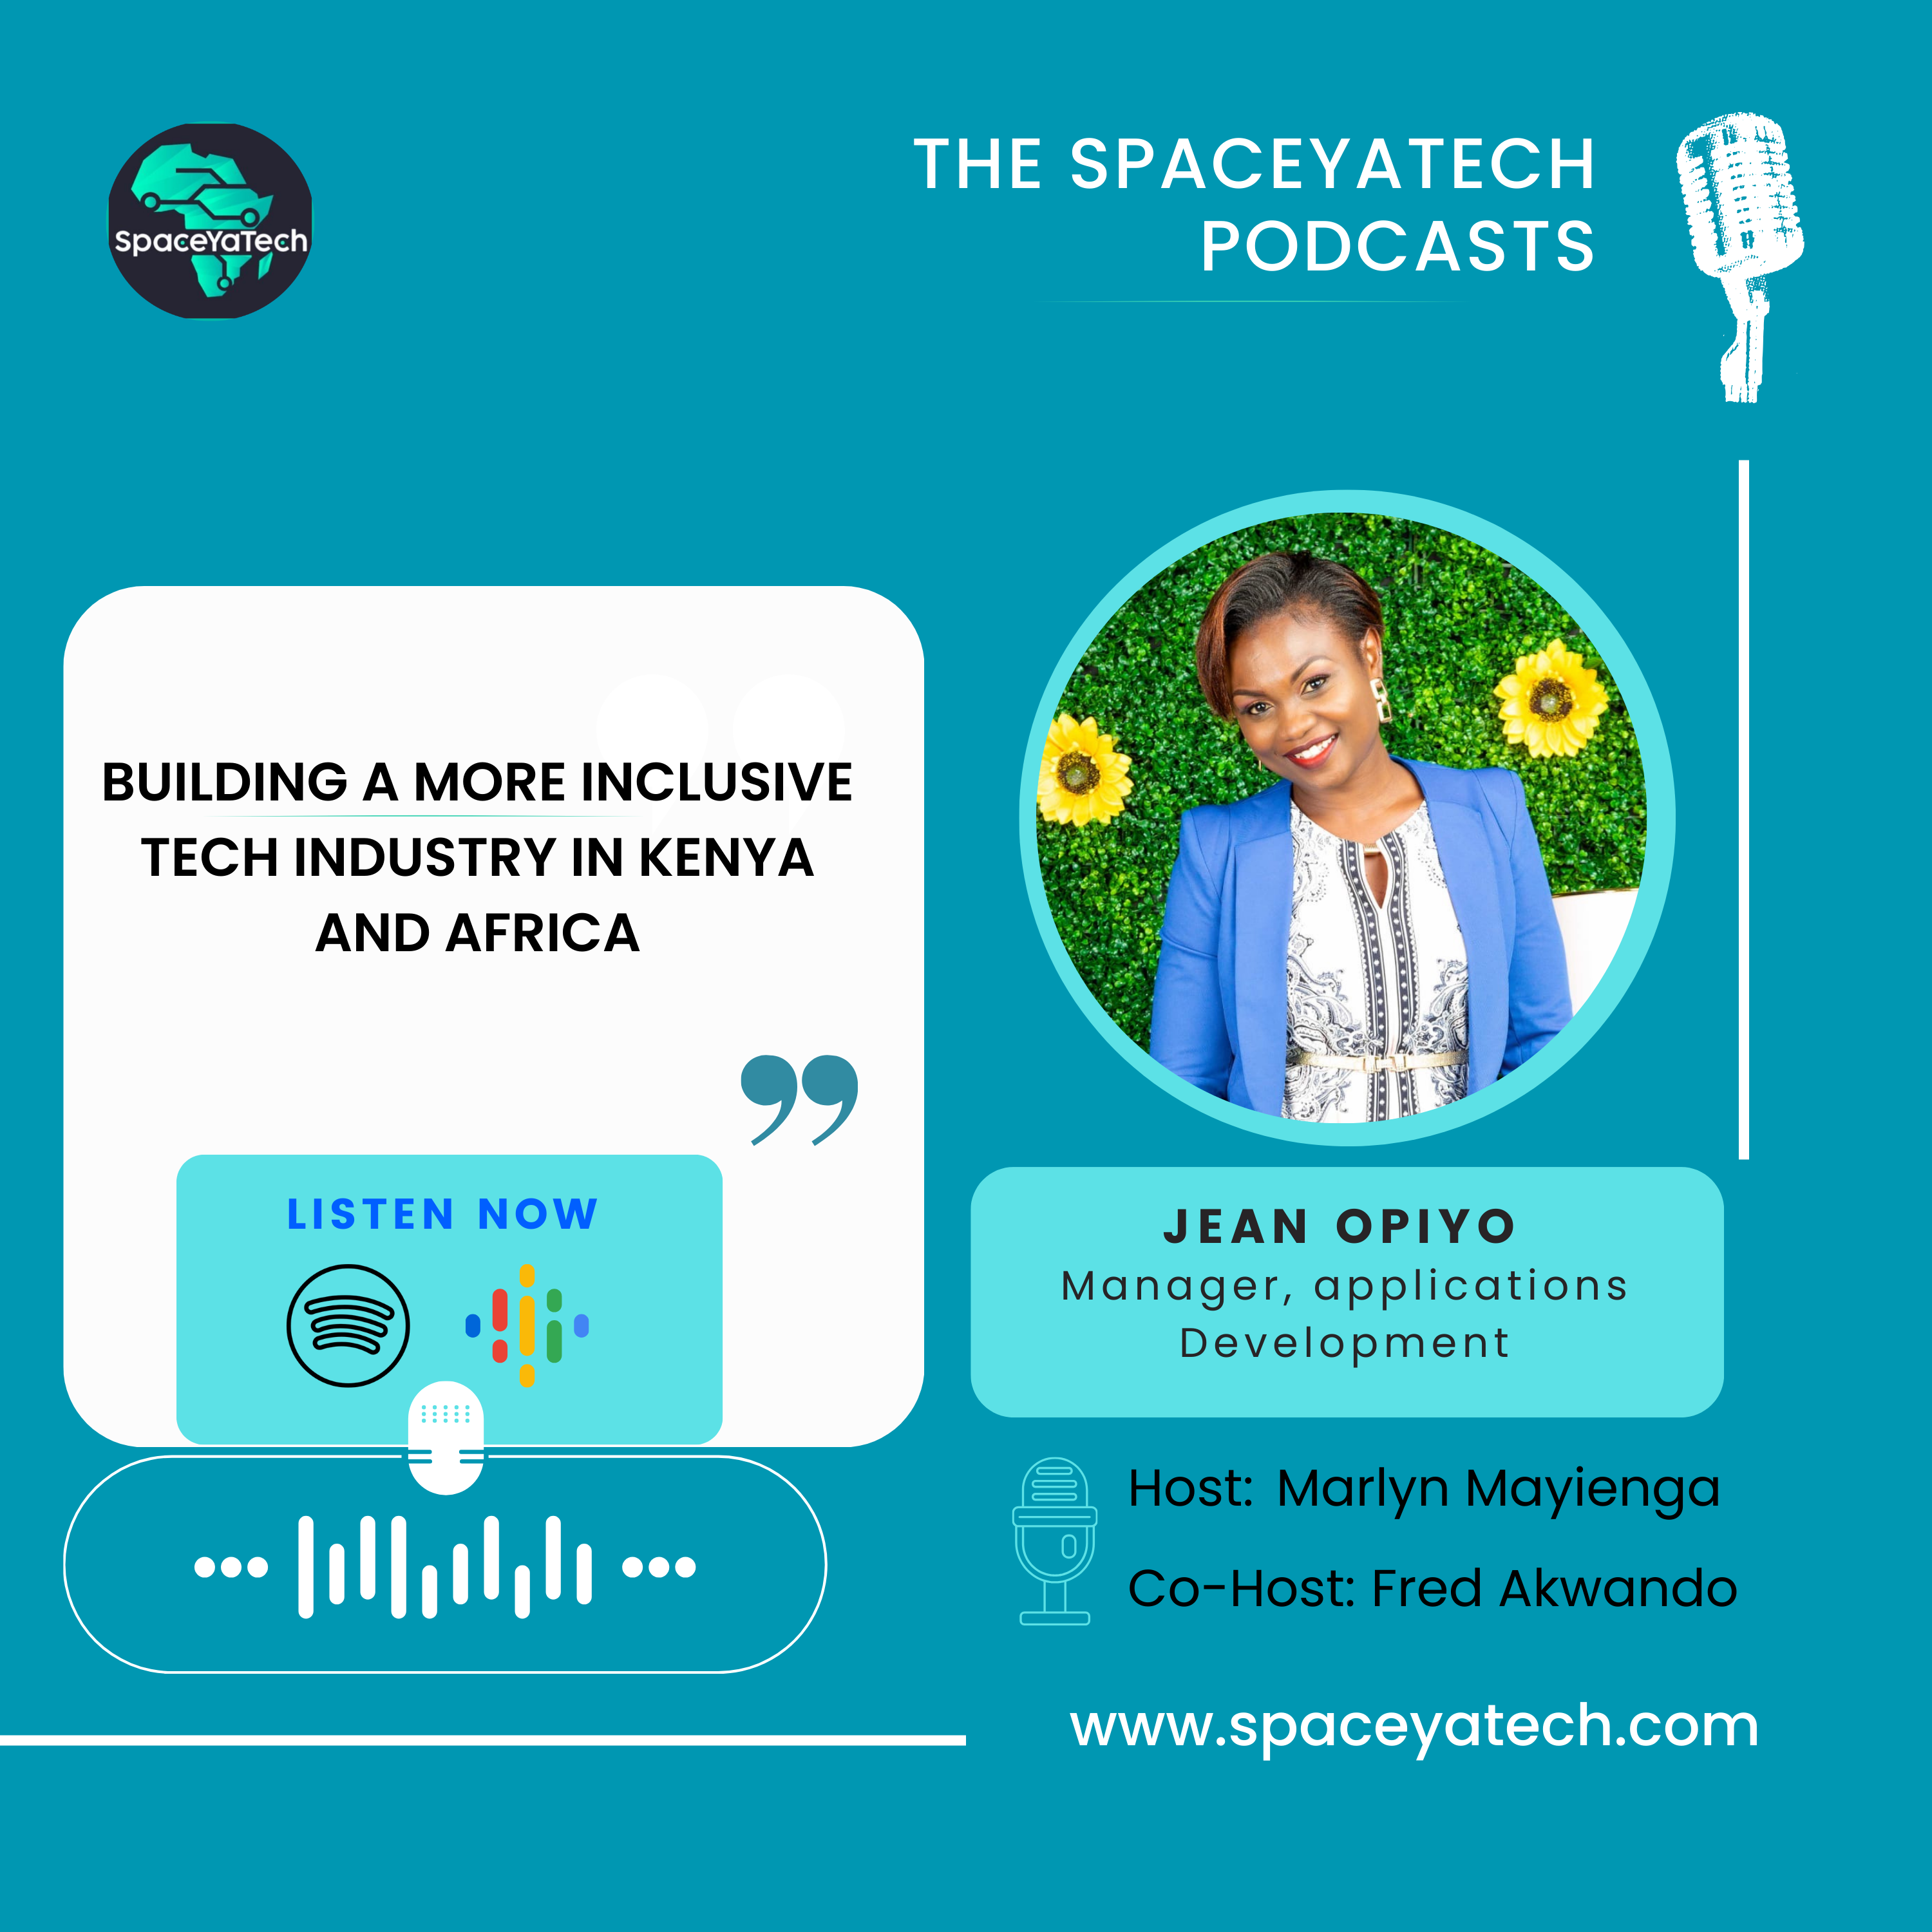 SpaceYaTech
THE SPACEYATECH
PODCASTS
BUILDING A MORE INCLUSIVE
TECH INDUSTRY IN KENYA
AND AFRICA
”
LISTEN NOW
JEAN OPIYO
Manager, applications
Development
Host: Marlyn Mayienga
Co-Host: Fred Akwando
www.spaceyatech.com